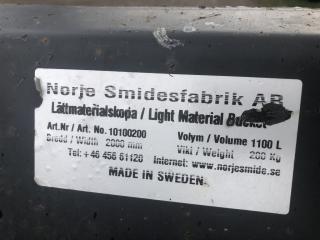 Norje Smidesfabrik AB
Lättmaterialskopa / Light Material Bucket
Art.Nr / Art. No. 10100200 Volym / Volume 1100 L
Bredd / Width 2000 mm Vikt / Weight 280 Kg
Tel: +46 456 61120 Internet: www.norjesmide.se
MADE IN SWEDEN